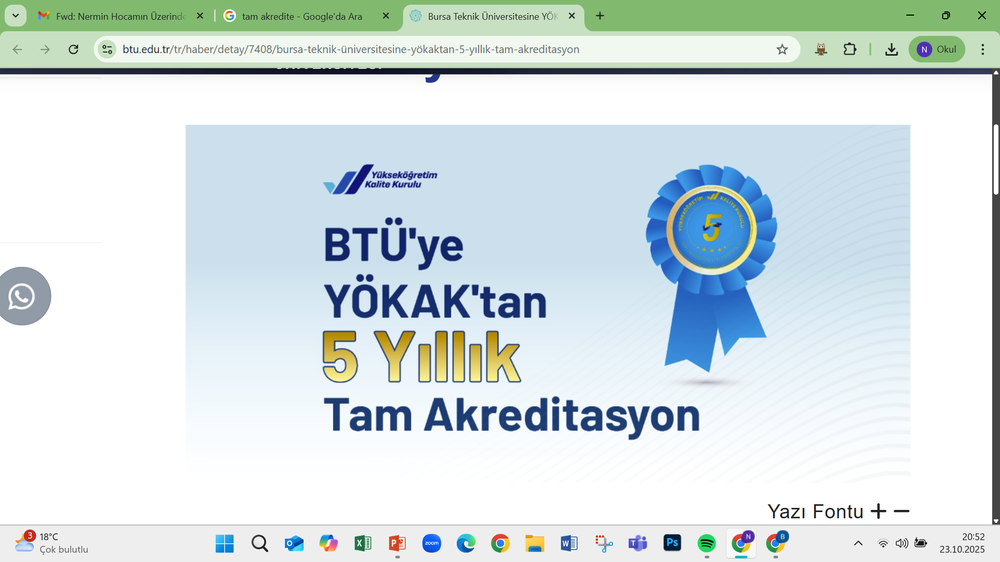 Fwd: Nermin Hocamın Üzerinde
tam akredite - Google'da Ara
Bursa Teknik Üniversitesine YÖK
btu.edu.tr/tr/haber/detay/7408/bursa-teknik-üniversitesine-yökaktan-5-yıllık-tam-akreditasyon
N Okul
Yükseköğretim
Kalite Kurulu
YÜKSEKÖĞRETİM KALİTE KURULU
5
BTÜ'ye
YÖKAK'tan
5 Yıllık
Tam Akreditasyon
Yazı Fontu + −
3
18°C
Çok bulutlu
zoom
Ps
N
B
20:52
23.10.2025